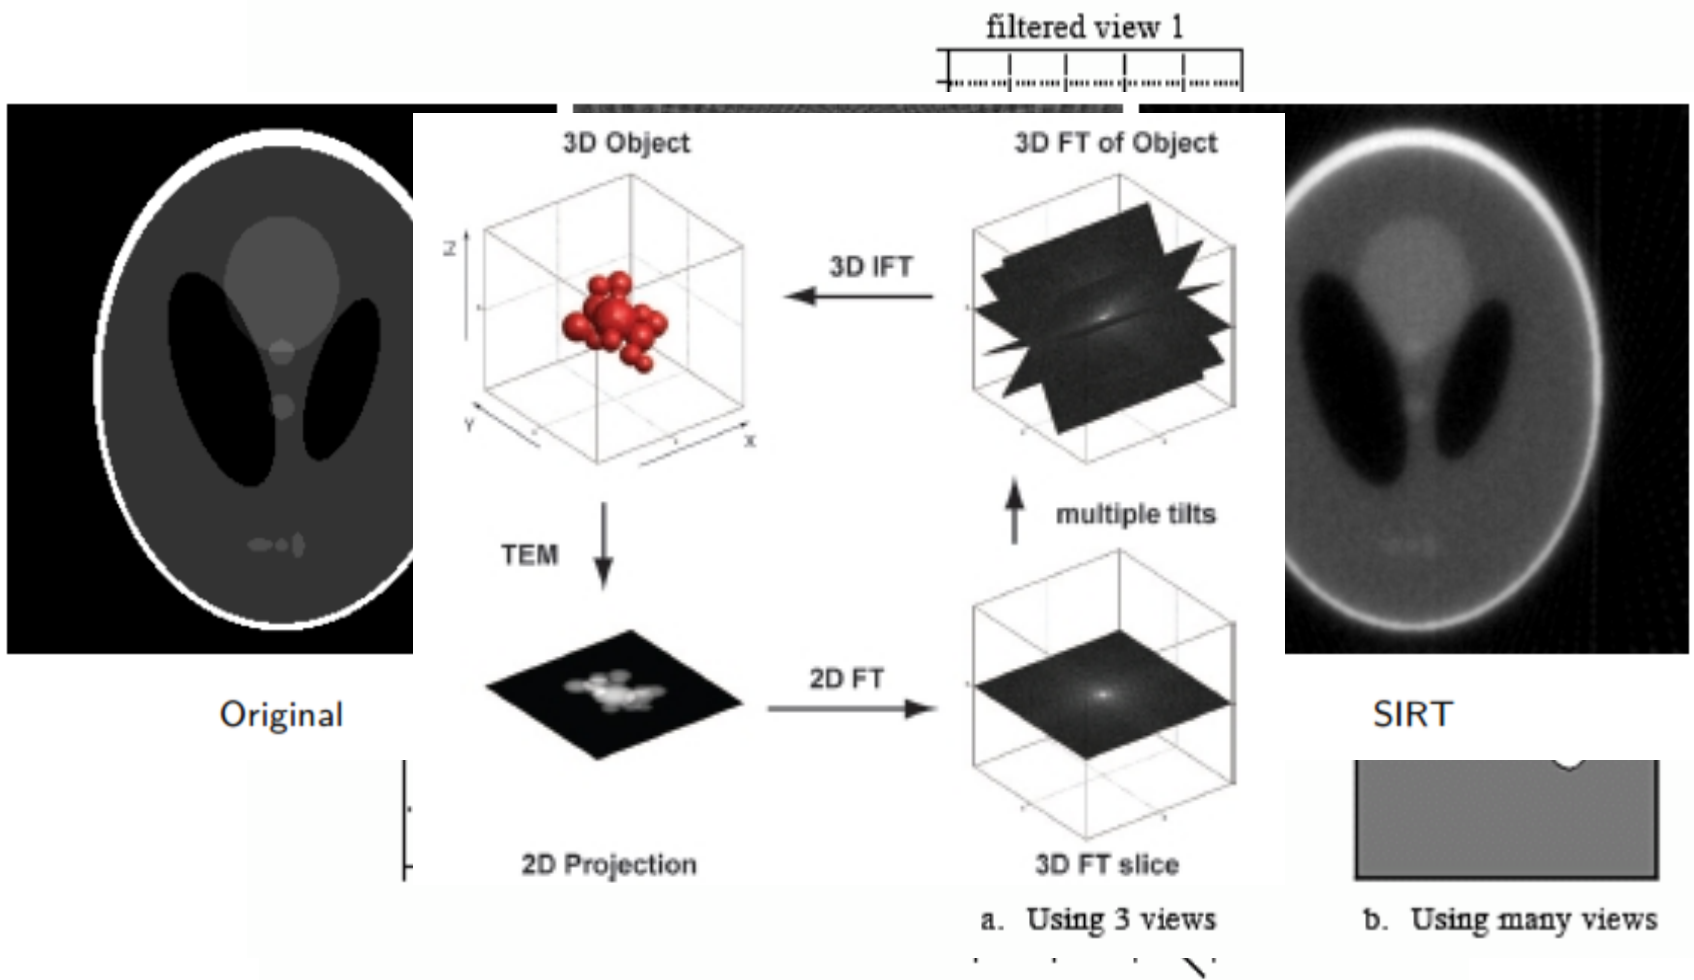 filtered view 1
3D Object
3D FT of Object
Z
3D IFT
Y
X
multiple tilts
TEM
2D FT
Original
SIRT
2D Projection
3D FT slice
a. Using 3 views
b. Using many views